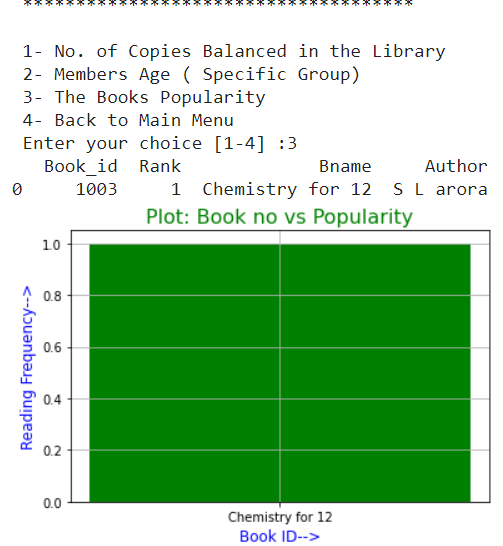 ***************************************
1- No. of Copies Balanced in the Library
2- Members Age ( Specific Group)
3- The Books Popularity
4- Back to Main Menu
Enter your choice [1-4] :3
Book_id Rank Bname Author
0 1003 1 Chemistry for 12 S L arora
Plot: Book no vs Popularity
Reading Frequency-->
1.0
0.8
0.6
0.4
0.2
0.0
Chemistry for 12
Book ID-->